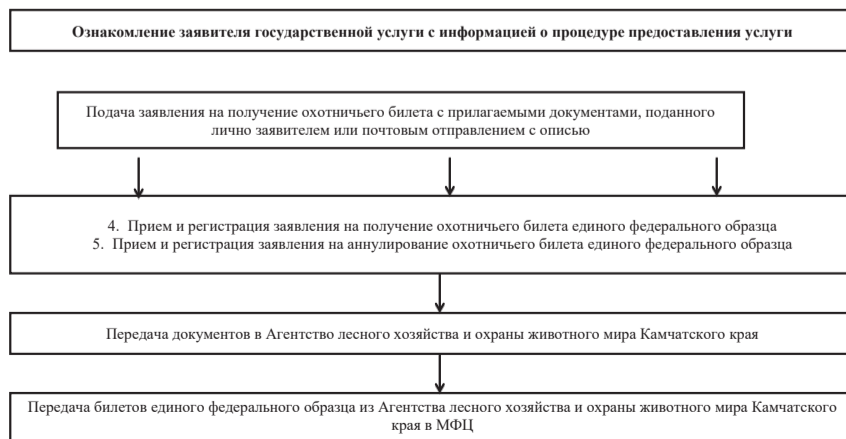 Ознакомление заявителя государственной услуги с информацией о процедуре предоставления услуги
Подача заявления на получение охотничьего билета с прилагаемыми документами, поданного
лично заявителем или почтовым отправлением с описью
4. Прием и регистрация заявления на получение охотничьего билета единого федерального образца
5. Прием и регистрация заявления на аннулирование охотничьего билета единого федерального образца
Передача документов в Агентство лесного хозяйства и охраны животного мира Камчатского края
Передача билетов единого федерального образца из Агентства лесного хозяйства и охраны животного мира Камчатского
края в МФЦ